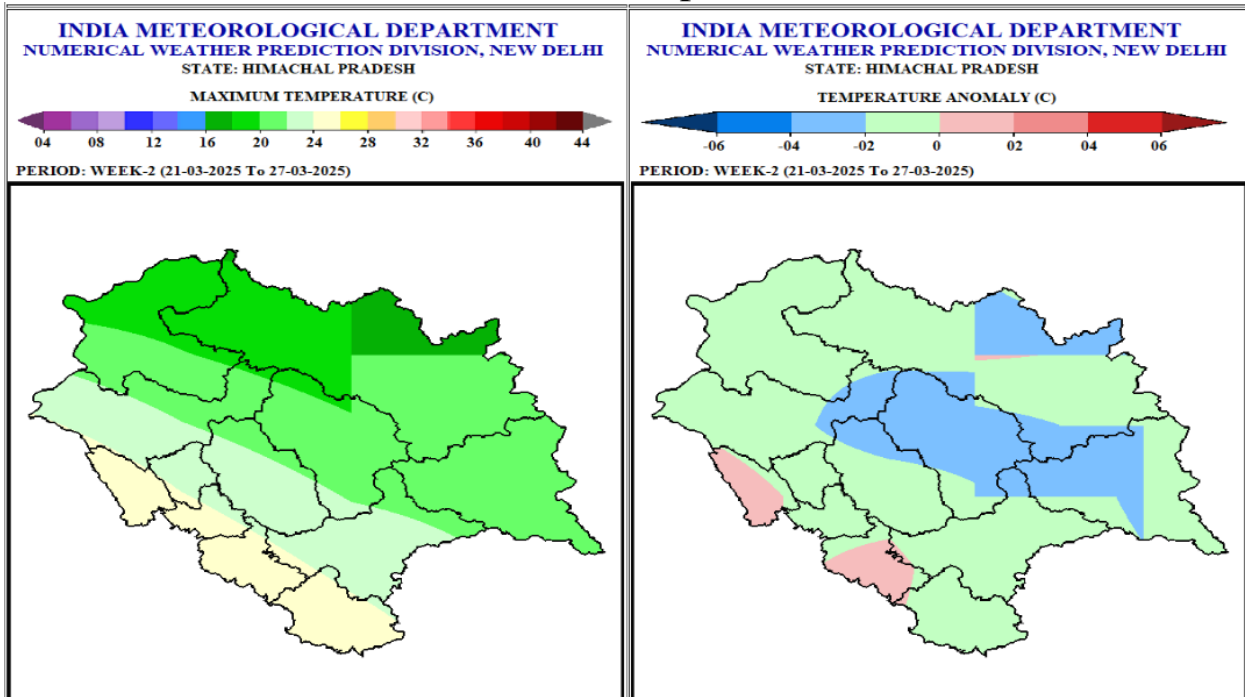 INDIA METEOROLOGICAL DEPARTMENT
NUMERICAL WEATHER PREDICTION DIVISION, NEW DELHI
STATE: HIMACHAL PRADESH
MAXIMUM TEMPERATURE (C)
04 08 12 16 20 24 28 32 36 40 44
PERIOD: WEEK-2 (21-03-2025 To 27-03-2025)
INDIA METEOROLOGICAL DEPARTMENT
NUMERICAL WEATHER PREDICTION DIVISION, NEW DELHI
STATE: HIMACHAL PRADESH
TEMPERATURE ANOMALY (C)
-06 -04 -02 0 02 04 06
PERIOD: WEEK-2 (21-03-2025 To 27-03-2025)